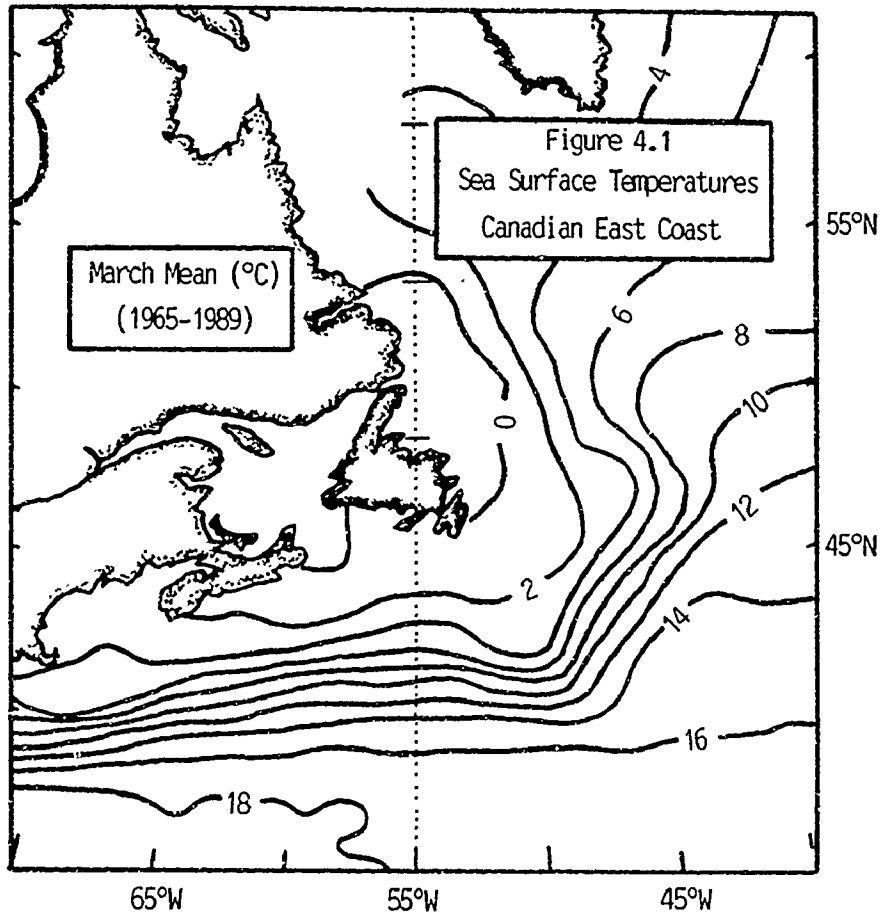 4
Figure 4.1
Sea Surface Temperatures
Canadian East Coast
55°N
March Mean (°C)
(1965-1989)
6
8
10
0
12
45°N
2
14
16
18
65°W
55°W
45°W